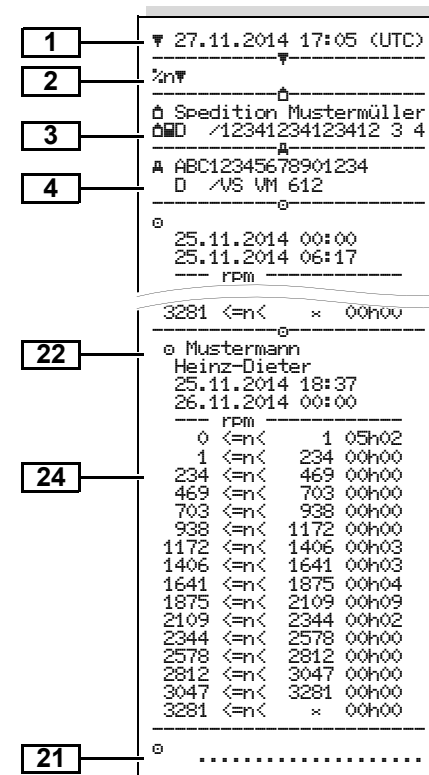 1 ▼ 27.11.2014 17:05 (UTC)
------------▼------------
2 %n▼
Spedition Mustermüller
3 D /12341234123412 3 4
A ABC12345678901234
4 D /VS VM 612
25.11.2014 00:00
25.11.2014 06:17
--- rpm ---------------
3281 <=n< × 00h00
22 Mustermann
Heinz-Dieter
25.11.2014 18:37
26.11.2014 00:00
--- rpm ---------------
0 <=n< 1 05h02
1 <=n< 234 00h00
24 234 <=n< 469 00h00
469 <=n< 703 00h00
703 <=n< 938 00h00
938 <=n< 1172 00h00
1172 <=n< 1406 00h03
1406 <=n< 1641 00h03
1641 <=n< 1875 00h04
1875 <=n< 2109 00h09
2109 <=n< 2344 00h02
2344 <=n< 2578 00h00
2578 <=n< 2812 00h00
2812 <=n< 3047 00h00
3047 <=n< 3281 00h00
3281 <=n< × 00h00
21 ....................